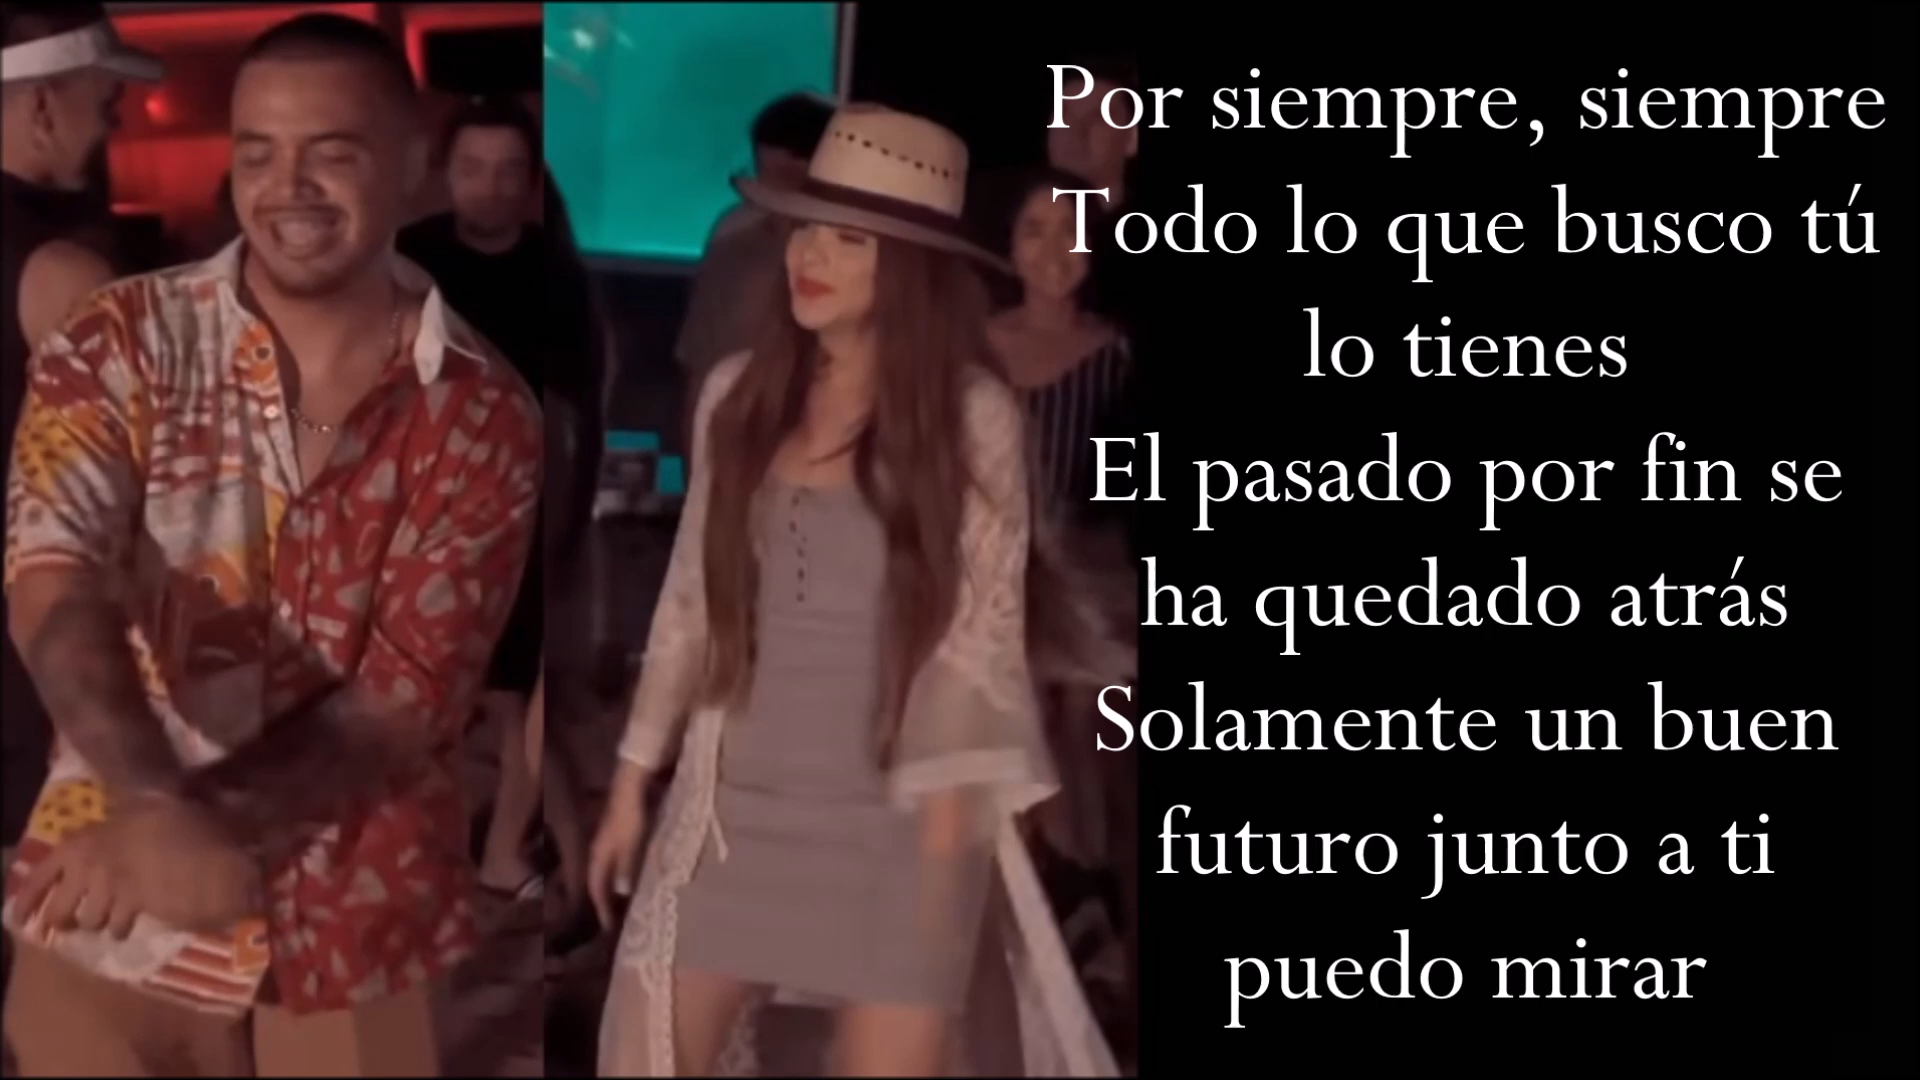 Por siempre, siempre
Todo lo que busco tú
lo tienes
El pasado por fin se
ha quedado atrás
Solamente un buen
futuro junto a ti
puedo mirar